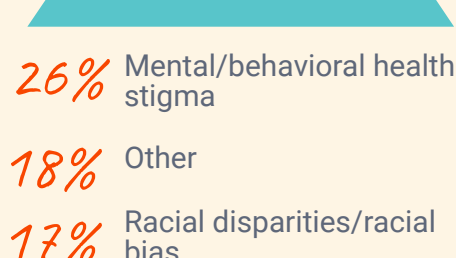 26% Mental/behavioral health
stigma
18% Other
17% Racial disparities/racial
bias